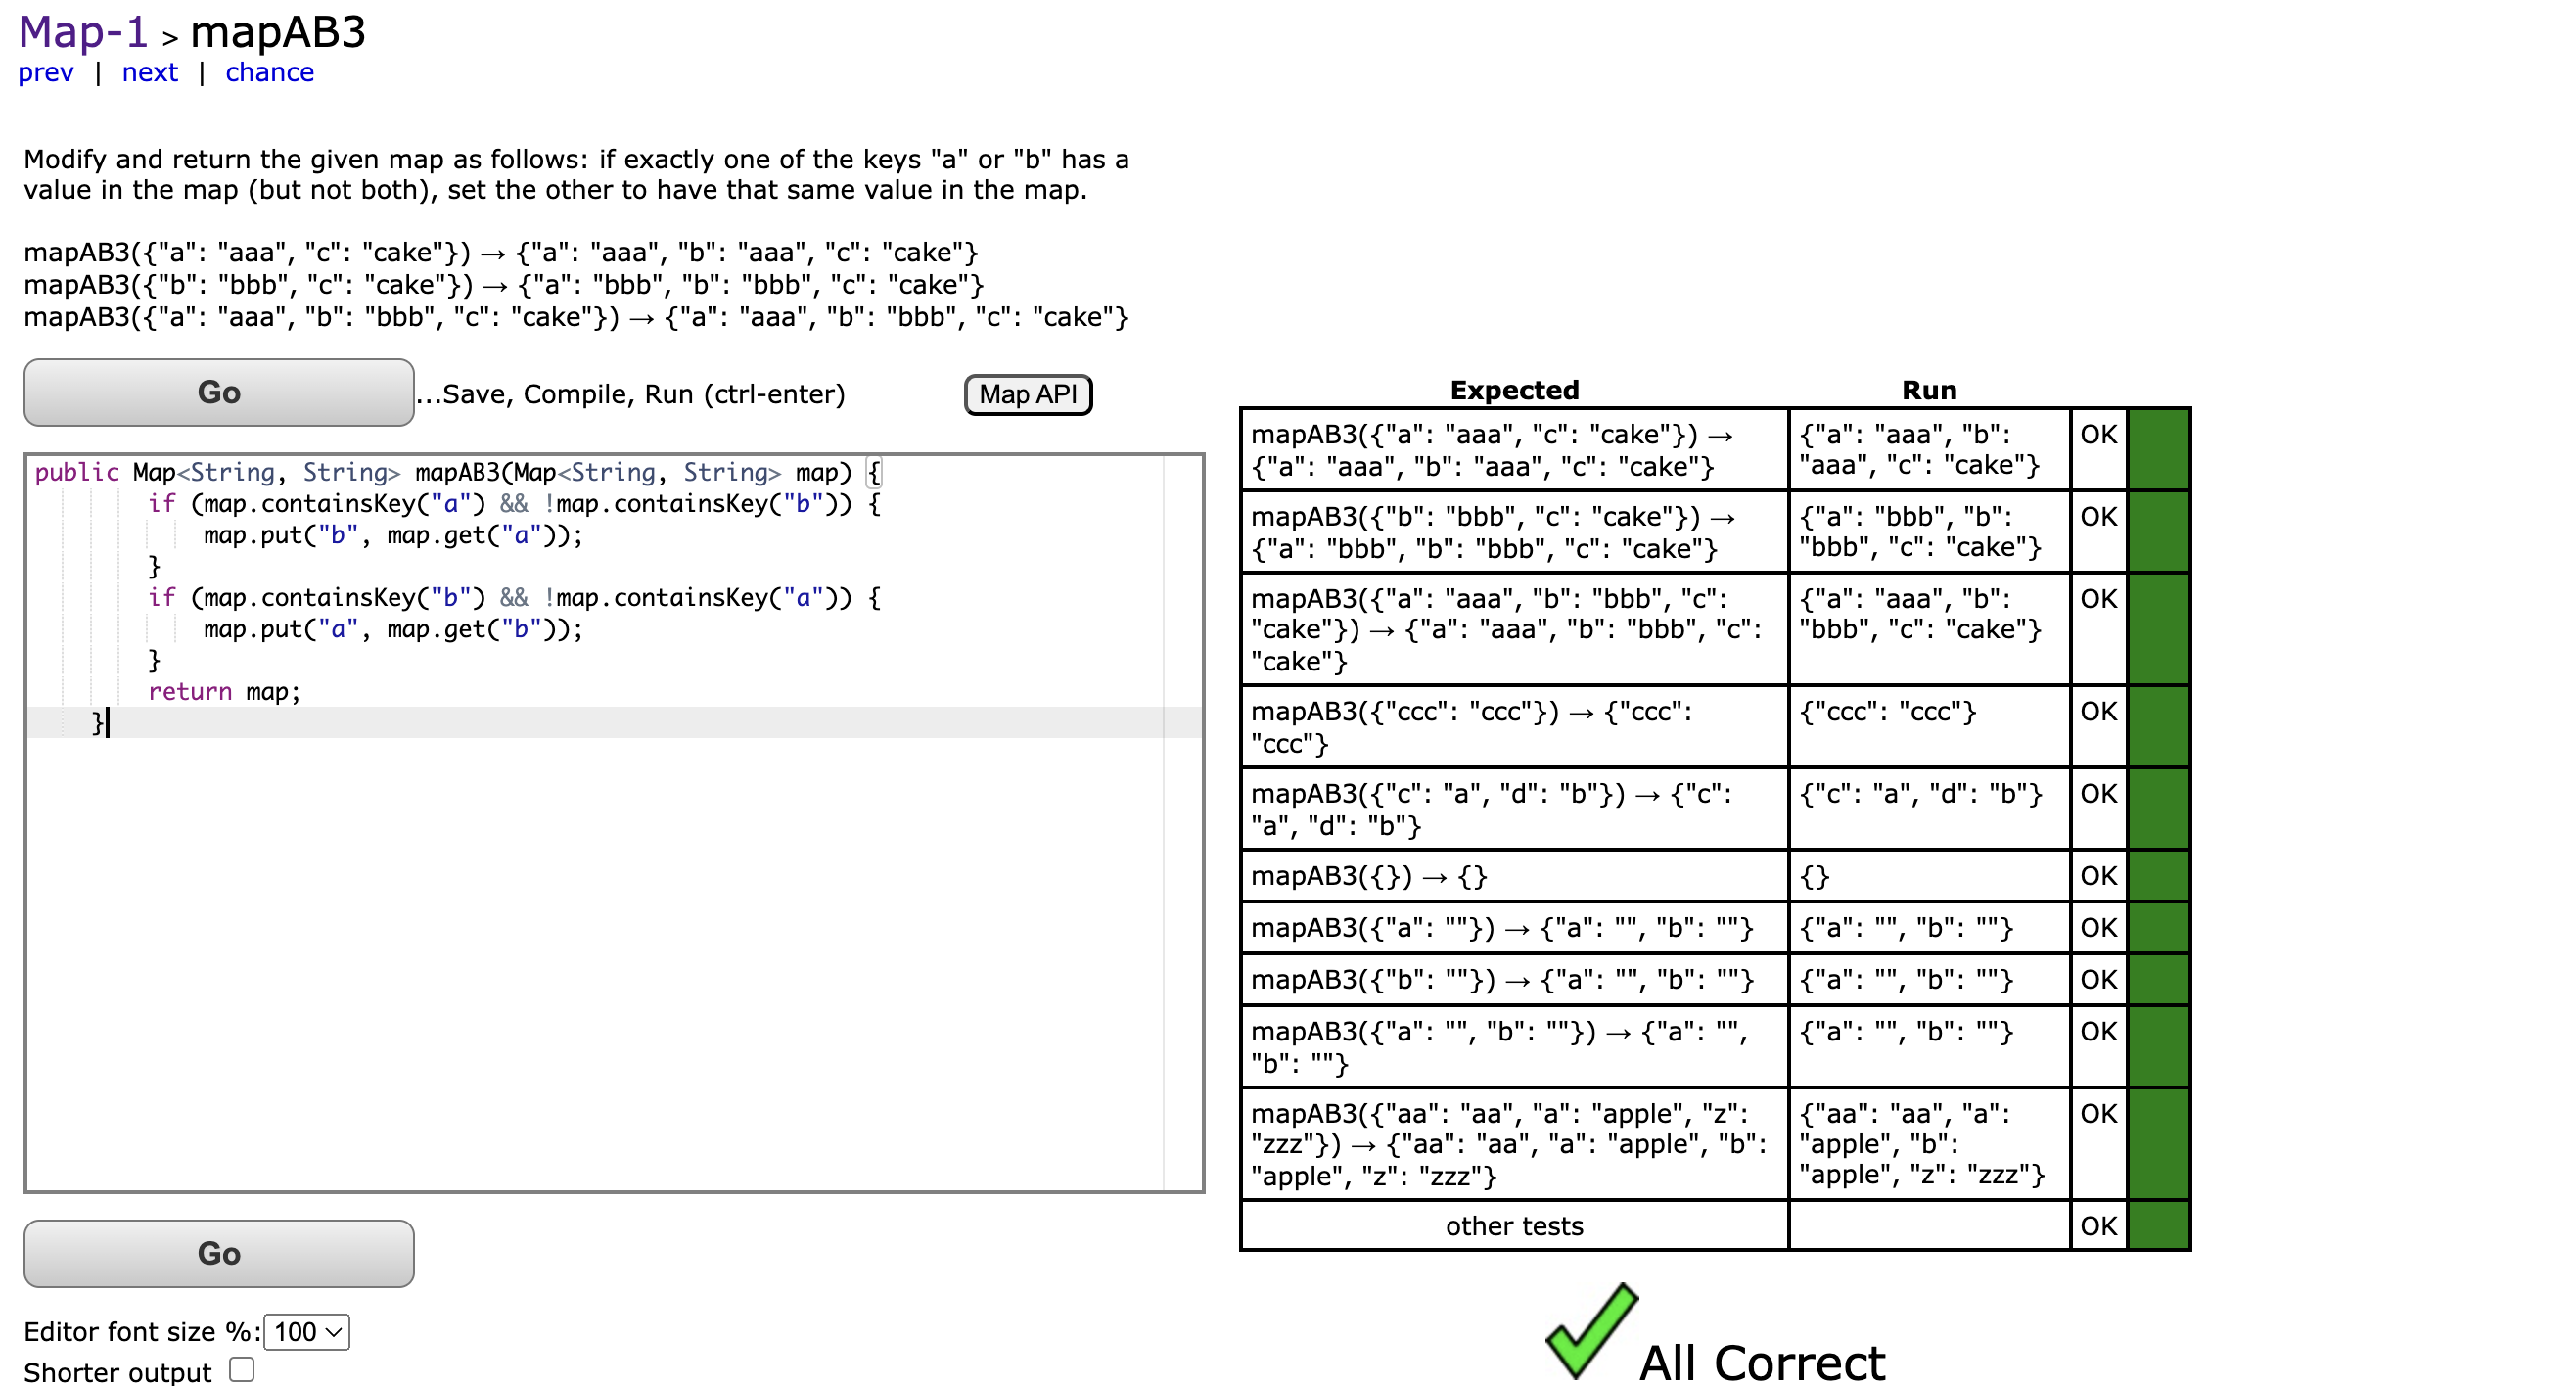 Map-1 > mapAB3
prev | next | chance
Modify and return the given map as follows: if exactly one of the keys "a" or "b" has a
value in the map (but not both), set the other to have that same value in the map.
mapAB3({"a": "aaa", "c": "cake"}) → {"a": "aaa", "b": "aaa", "c": "cake"}
mapAB3({"b": "bbb", "c": "cake"}) → {"a": "bbb", "b": "bbb", "c": "cake"}
mapAB3({"a": "aaa", "b": "bbb", "c": "cake"}) → {"a": "aaa", "b": "bbb", "c": "cake"}
Go
...Save, Compile, Run (ctrl-enter)
Map API
public Map<String, String> mapAB3(Map<String, String> map) {
if (map.containsKey("a") && !map.containsKey("b")) {
map.put("b", map.get("a"));
}
if (map.containsKey("b") && !map.containsKey("a")) {
map.put("a", map.get("b"));
}
return map;
}
Go
Editor font size %: 100
Shorter output
Expected Run
mapAB3({"a": "aaa", "c": "cake"}) →
{"a": "aaa", "b": "aaa", "c": "cake"}
{"a": "aaa", "b":
"aaa", "c": "cake"}
OK
mapAB3({"b": "bbb", "c": "cake"}) →
{"a": "bbb", "b": "bbb", "c": "cake"}
{"a": "bbb", "b":
"bbb", "c": "cake"}
OK
mapAB3({"a": "aaa", "b": "bbb", "c":
"cake"}) → {"a": "aaa", "b": "bbb", "c":
"cake"}
{"a": "aaa", "b":
"bbb", "c": "cake"}
OK
mapAB3({"ccc": "ccc"}) → {"ccc":
"ccc"}
{"ccc": "ccc"}
OK
mapAB3({"c": "a", "d": "b"}) → {"c":
"a", "d": "b"}
{"c": "a", "d": "b"}
OK
mapAB3({}) → {}
{}
OK
mapAB3({"a": ""}) → {"a": "", "b": ""}
{"a": "", "b": ""}
OK
mapAB3({"b": ""}) → {"a": "", "b": ""}
{"a": "", "b": ""}
OK
mapAB3({"a": "", "b": ""}) → {"a": "",
"b": ""}
{"a": "", "b": ""}
OK
mapAB3({"aa": "aa", "a": "apple", "z":
"zzz"}) → {"aa": "aa", "a": "apple", "b":
"apple", "z": "zzz"}
{"aa": "aa", "a":
"apple", "b":
"apple", "z": "zzz"}
OK
other tests
OK
All Correct